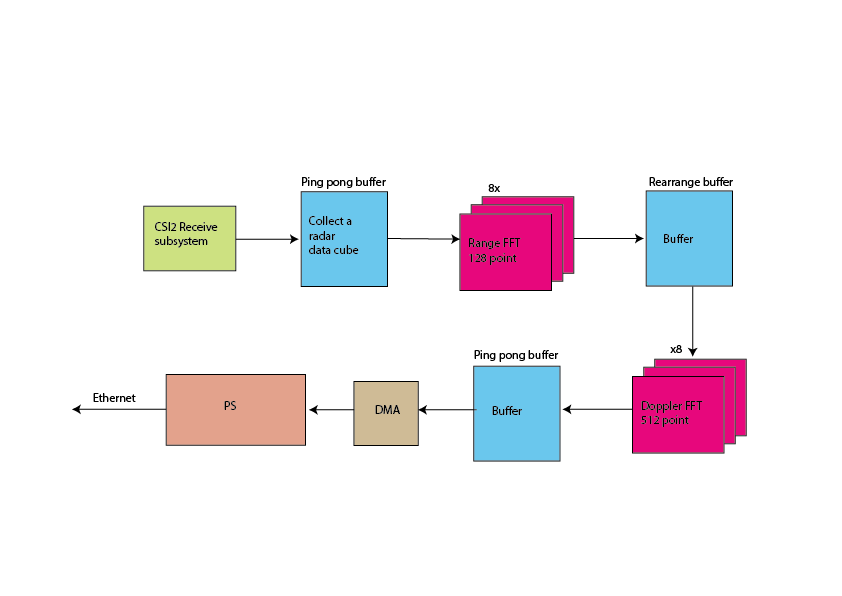 Ping pong buffer
8x
Rearrange buffer
CSI2 Receive
subsystem
Collect a
radar
data cube
Range FFT
128 point
Buffer
x8
Ping pong buffer
Ethernet
PS
DMA
Buffer
Doppler FFT
512 point